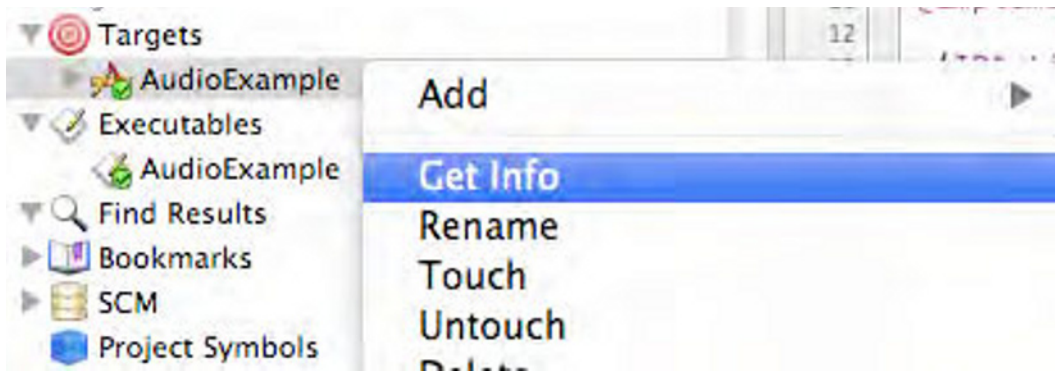 Targets
12
AudioExample
Add
Executables
AudioExample
Get Info
Find Results
Rename
Bookmarks
Touch
SCM
Untouch
Project Symbols